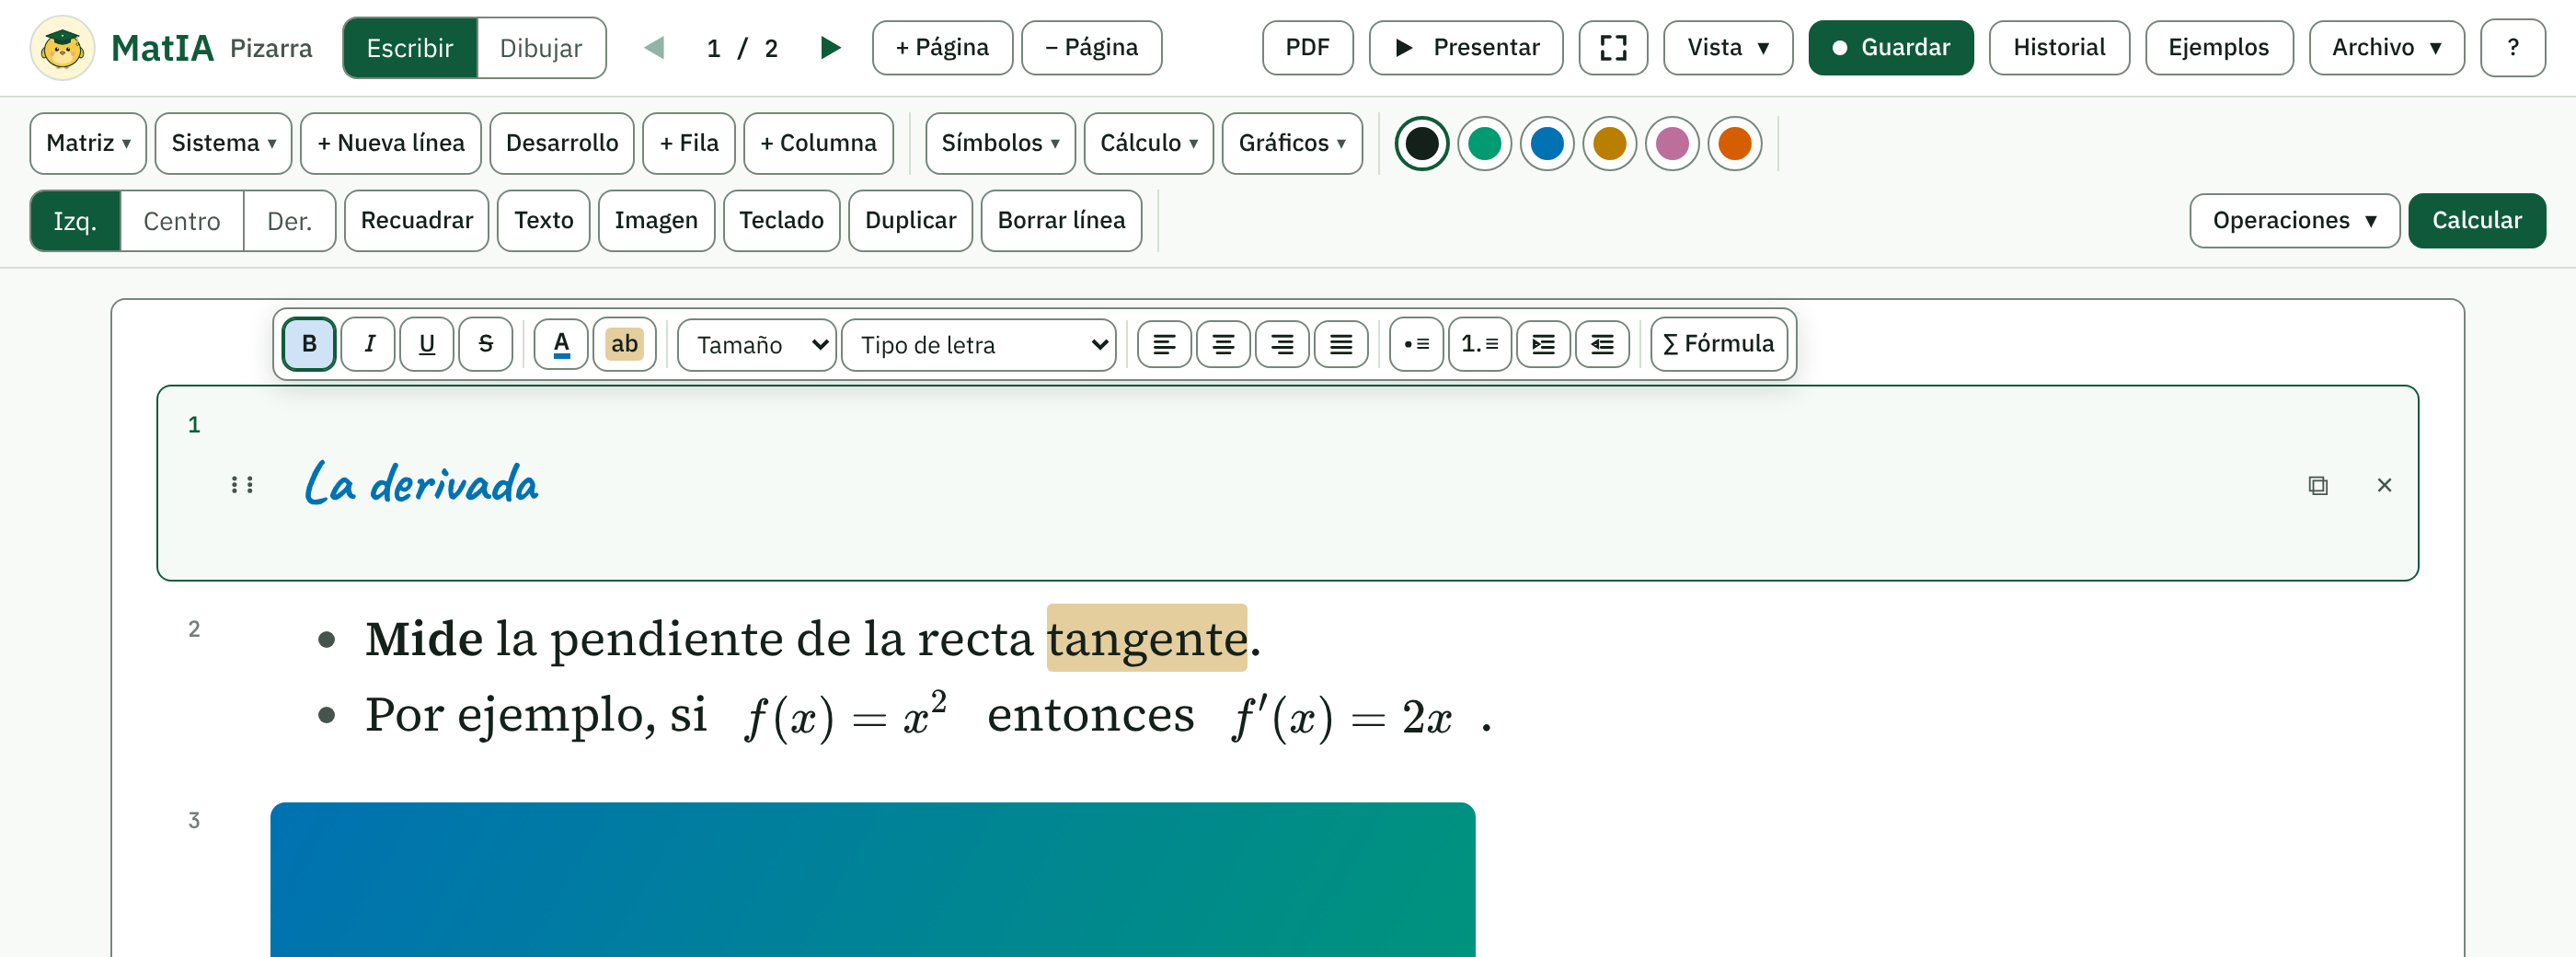 MatIA Pizarra Escribir Dibujar ◀ 1 / 2 ▶ + Página − Página PDF ▶ Presentar Vista ▾ ● Guardar Historial Ejemplos Archivo ▾ ?
Matriz ▾ Sistema ▾ + Nueva línea Desarrollo + Fila + Columna Símbolos ▾ Cálculo ▾ Gráficos ▾
Izq. Centro Der. Recuadrar Texto Imagen Teclado Duplicar Borrar línea Operaciones ▾ Calcular
B I U S A ab Tamaño Tipo de letra 1. ∑ Fórmula
1
La derivada
2 • Mide la pendiente de la recta tangente.
• Por ejemplo, si f(x) = x² entonces f′(x) = 2x .
3